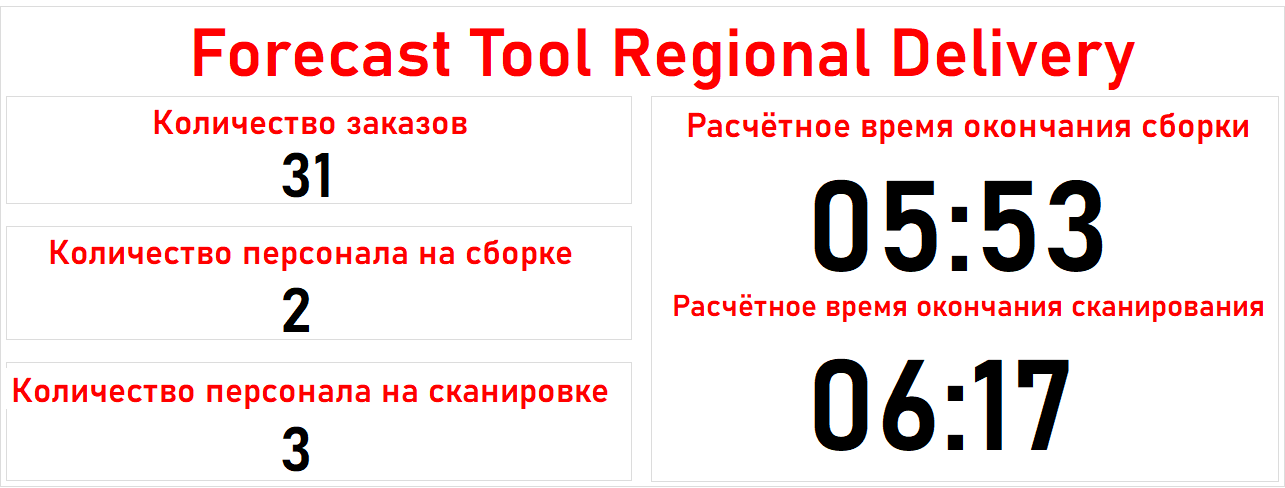 Forecast Tool Regional Delivery
Количество заказов
31
Количество персонала на сборке
2
Количество персонала на сканировке
3
Расчётное время окончания сборки
05:53
Расчётное время окончания сканирования
06:17